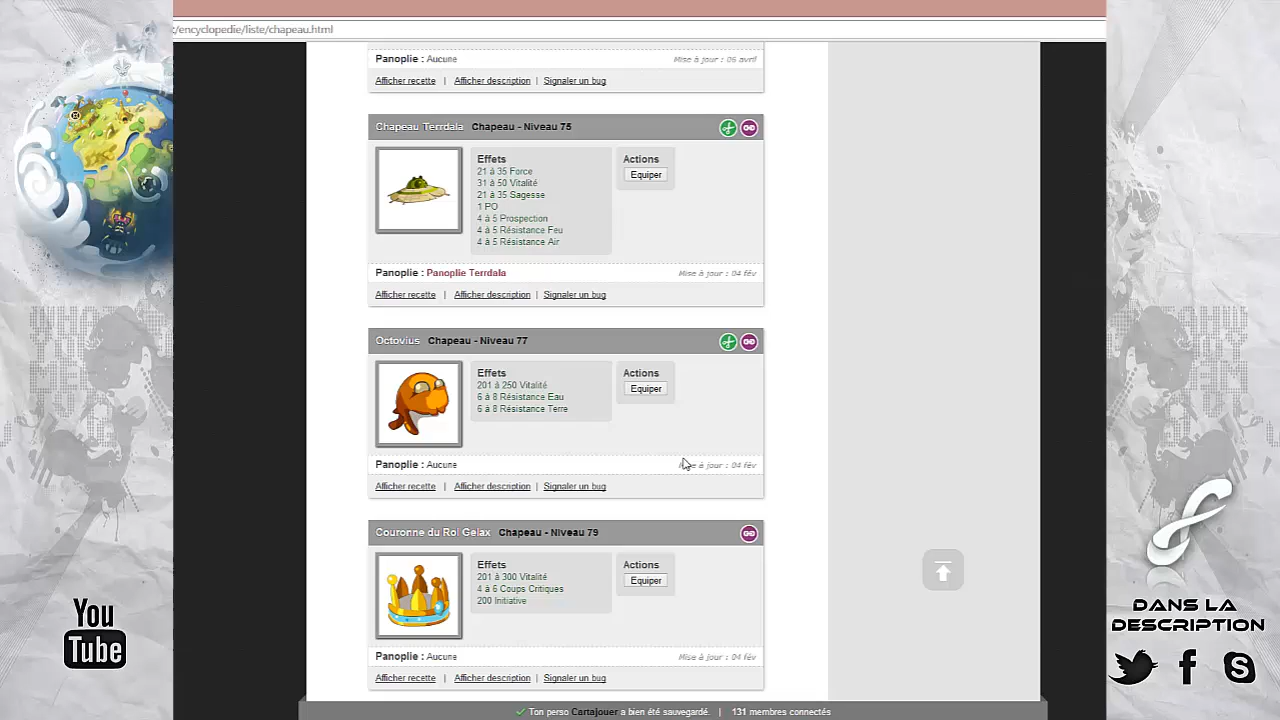 :/encyclopedie/liste/chapeau.html
Panoplie : Aucune
Mise à jour : 06 avril
Afficher recette | Afficher description | Signaler un bug
Chapeau Terrdala Chapeau - Niveau 75
Effets
21 à 35 Force
31 à 50 Vitalité
21 à 35 Sagesse
1 PO
4 à 5 Prospection
4 à 5 Résistance Feu
4 à 5 Résistance Air
Actions
Equiper
Panoplie : Panoplie Terrdala
Mise à jour : 04 fév
Afficher recette | Afficher description | Signaler un bug
Octovius Chapeau - Niveau 77
Effets
201 à 250 Vitalité
6 à 8 Résistance Eau
6 à 8 Résistance Terre
Actions
Equiper
Panoplie : Aucune
à jour : 04 fév
Afficher recette | Afficher description | Signaler un bug
Couronne du Roi Gelax Chapeau - Niveau 79
Effets
201 à 300 Vitalité
4 à 6 Coups Critiques
200 Initiative
Actions
Equiper
Panoplie : Aucune
Mise à jour : 04 fév
Afficher recette | Afficher description | Signaler un bug
Ton perso Cartajouer a bien été sauvegardé. | 131 membres connectés
You
Tube
DANS LA
DESCRIPTION